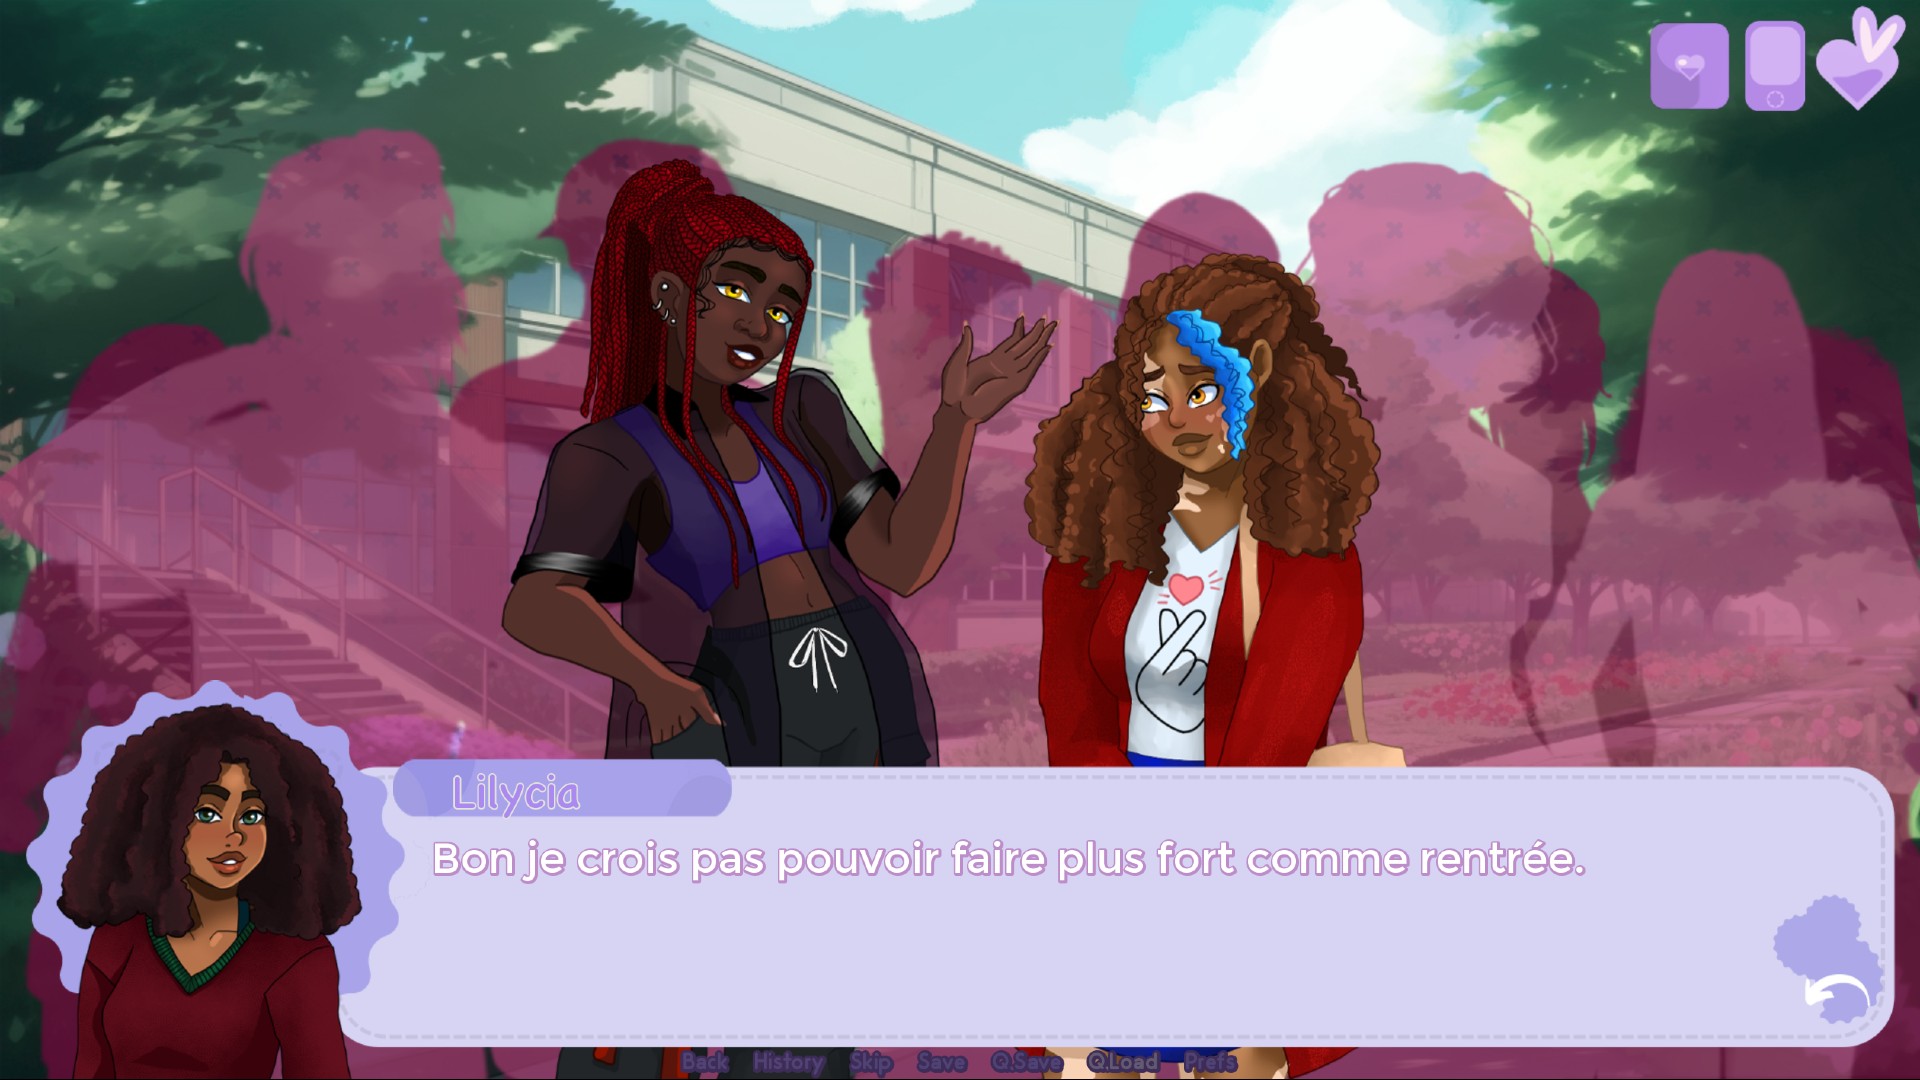 Lilycia
Bon je crois pas pouvoir faire plus fort comme rentrée.
Back History Skip Save Q.Save Q.Load Prefs